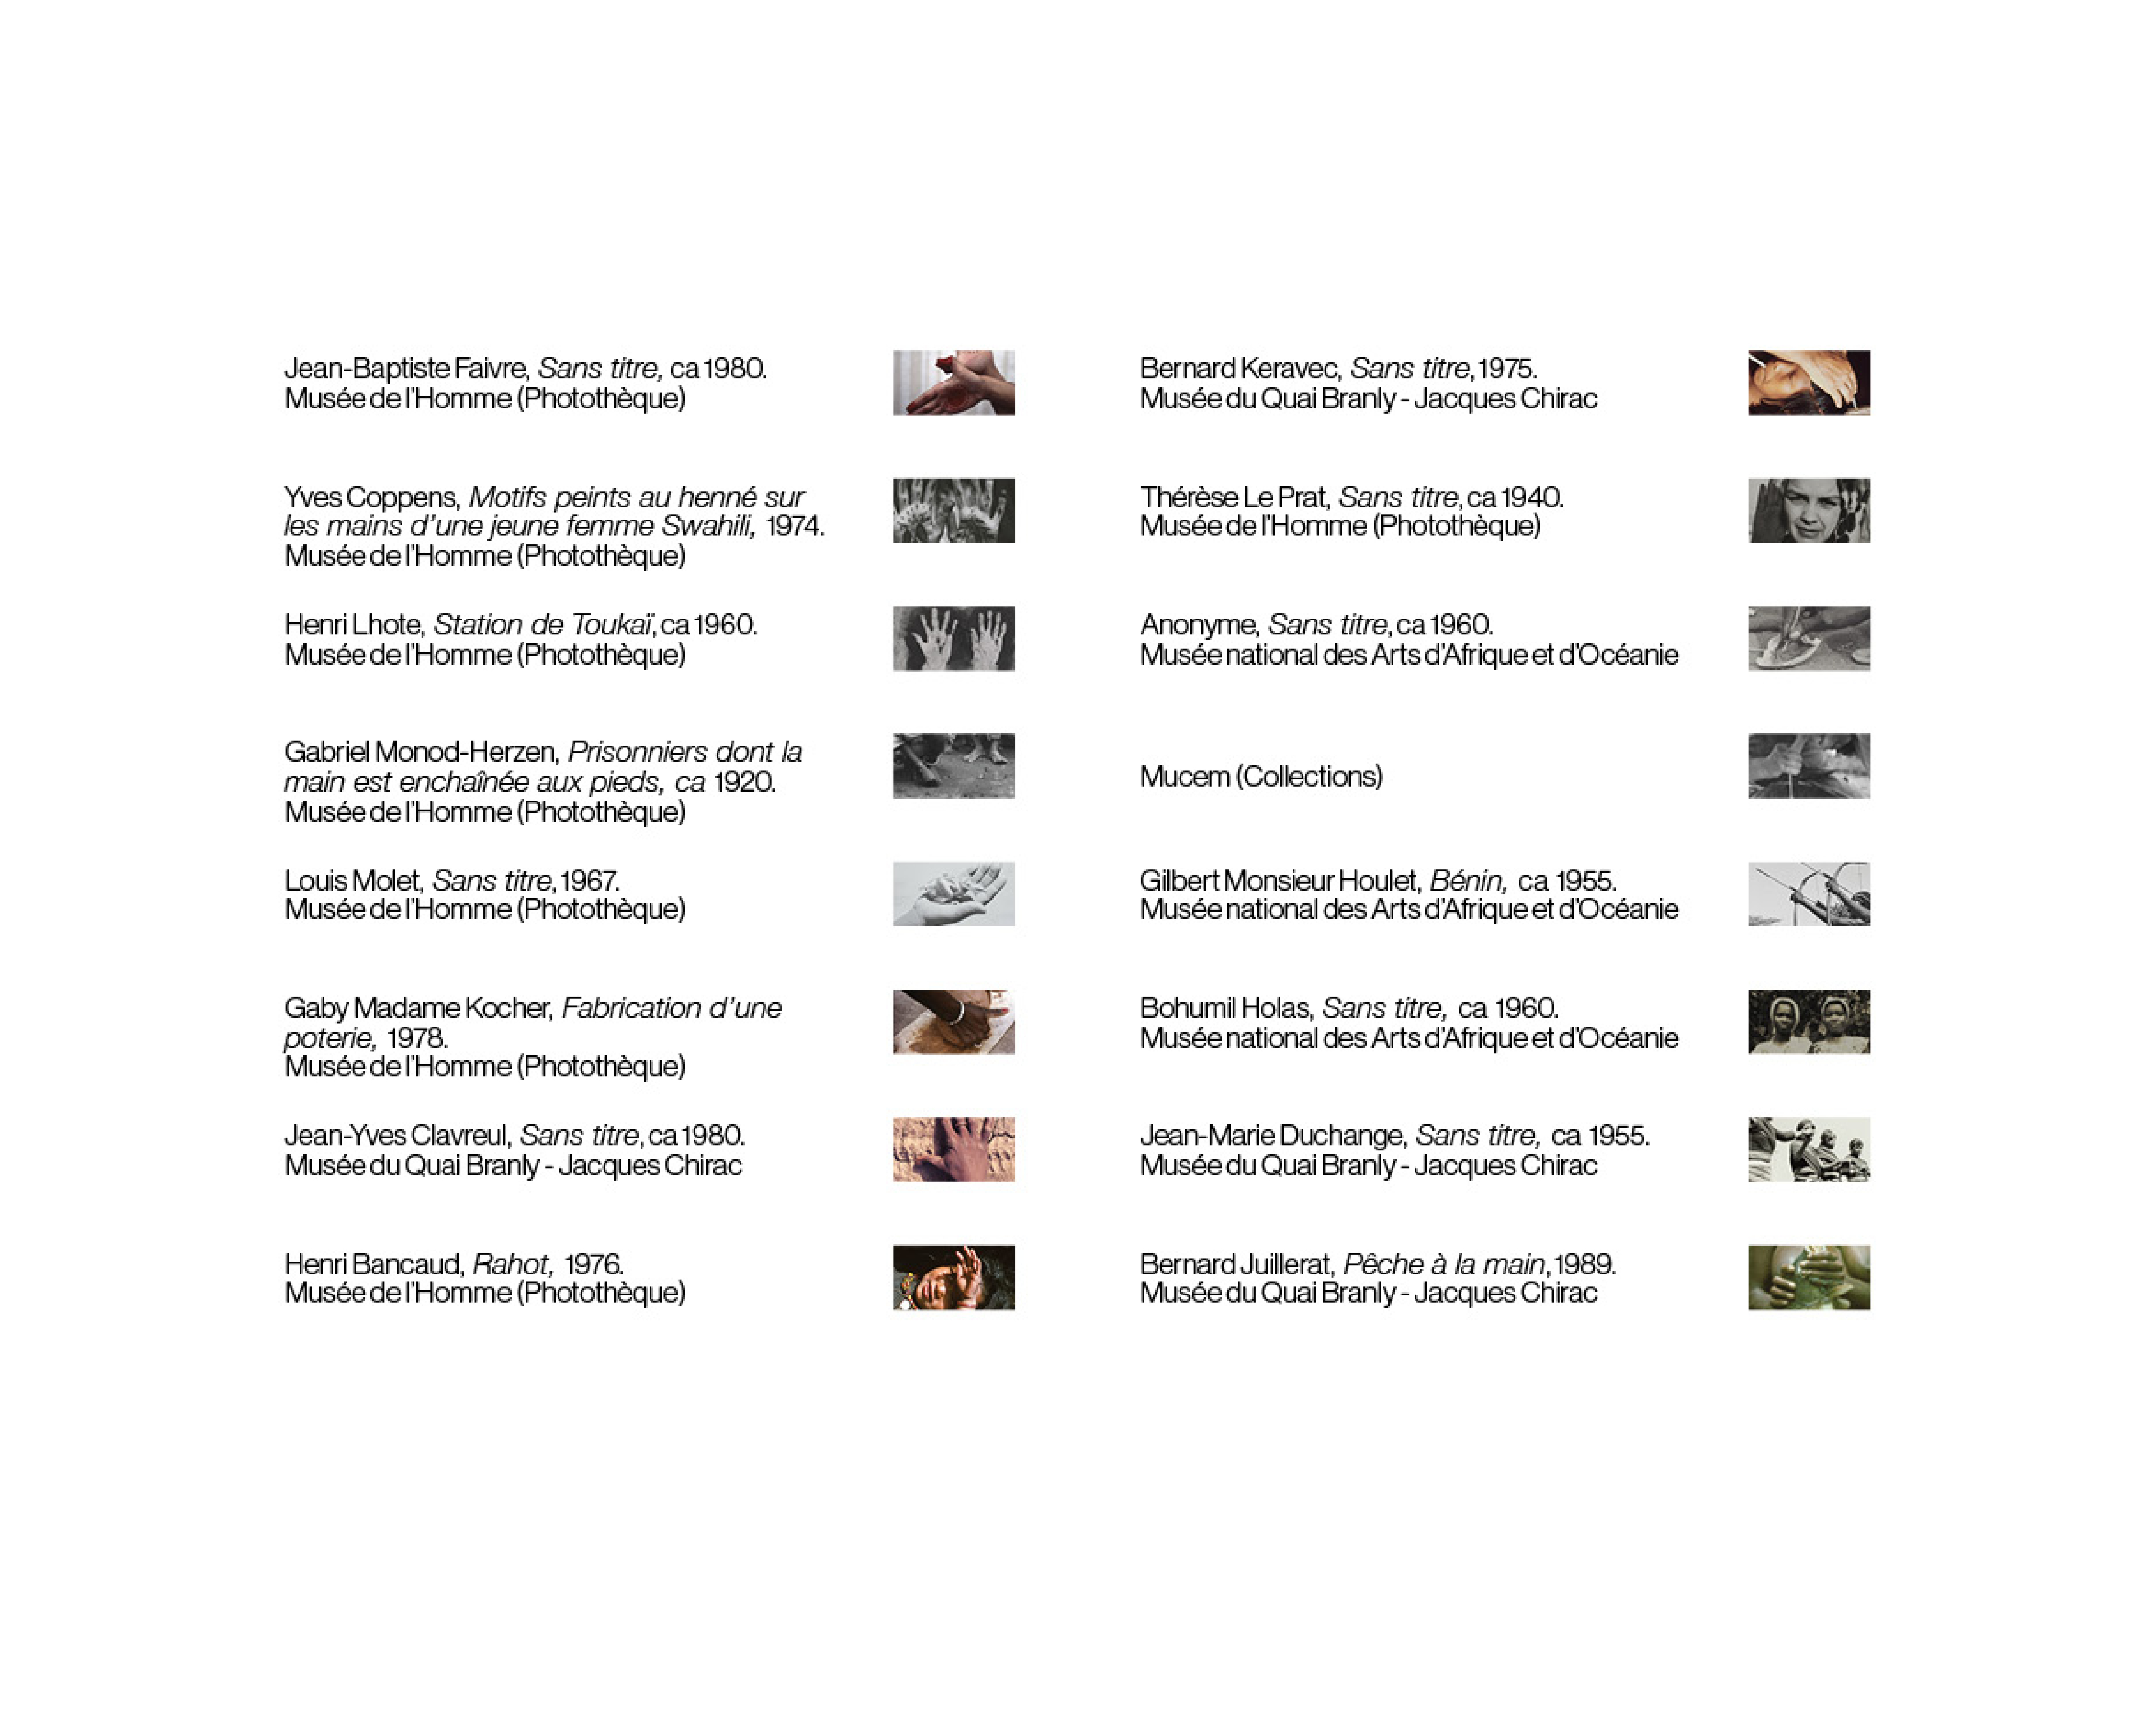 Jean-Baptiste Faivre, Sans titre, ca 1980.
Musée de l'Homme (Photothèque)
Yves Coppens, Motifs peints au henné sur
les mains d'une jeune femme Swahili, 1974.
Musée de l'Homme (Photothèque)
Henri Lhote, Station de Toukaï, ca 1960.
Musée de l'Homme (Photothèque)
Gabriel Monod-Herzen, Prisonniers dont la
main est enchaînée aux pieds, ca 1920.
Musée de l'Homme (Photothèque)
Louis Molet, Sans titre, 1967.
Musée de l'Homme (Photothèque)
Gaby Madame Kocher, Fabrication d'une
poterie, 1978.
Musée de l'Homme (Photothèque)
Jean-Yves Clavreul, Sans titre, ca 1980.
Musée du Quai Branly - Jacques Chirac
Henri Bancaud, Rahot, 1976.
Musée de l'Homme (Photothèque)
Bernard Keravec, Sans titre, 1975.
Musée du Quai Branly - Jacques Chirac
Thérèse Le Prat, Sans titre, ca 1940.
Musée de l'Homme (Photothèque)
Anonyme, Sans titre, ca 1960.
Musée national des Arts d'Afrique et d'Océanie
Mucem (Collections)
Gilbert Monsieur Houlet, Bénin, ca 1955.
Musée national des Arts d'Afrique et d'Océanie
Bohumil Holas, Sans titre, ca 1960.
Musée national des Arts d'Afrique et d'Océanie
Jean-Marie Duchange, Sans titre, ca 1955.
Musée du Quai Branly - Jacques Chirac
Bernard Juillerat, Pêche à la main, 1989.
Musée du Quai Branly - Jacques Chirac